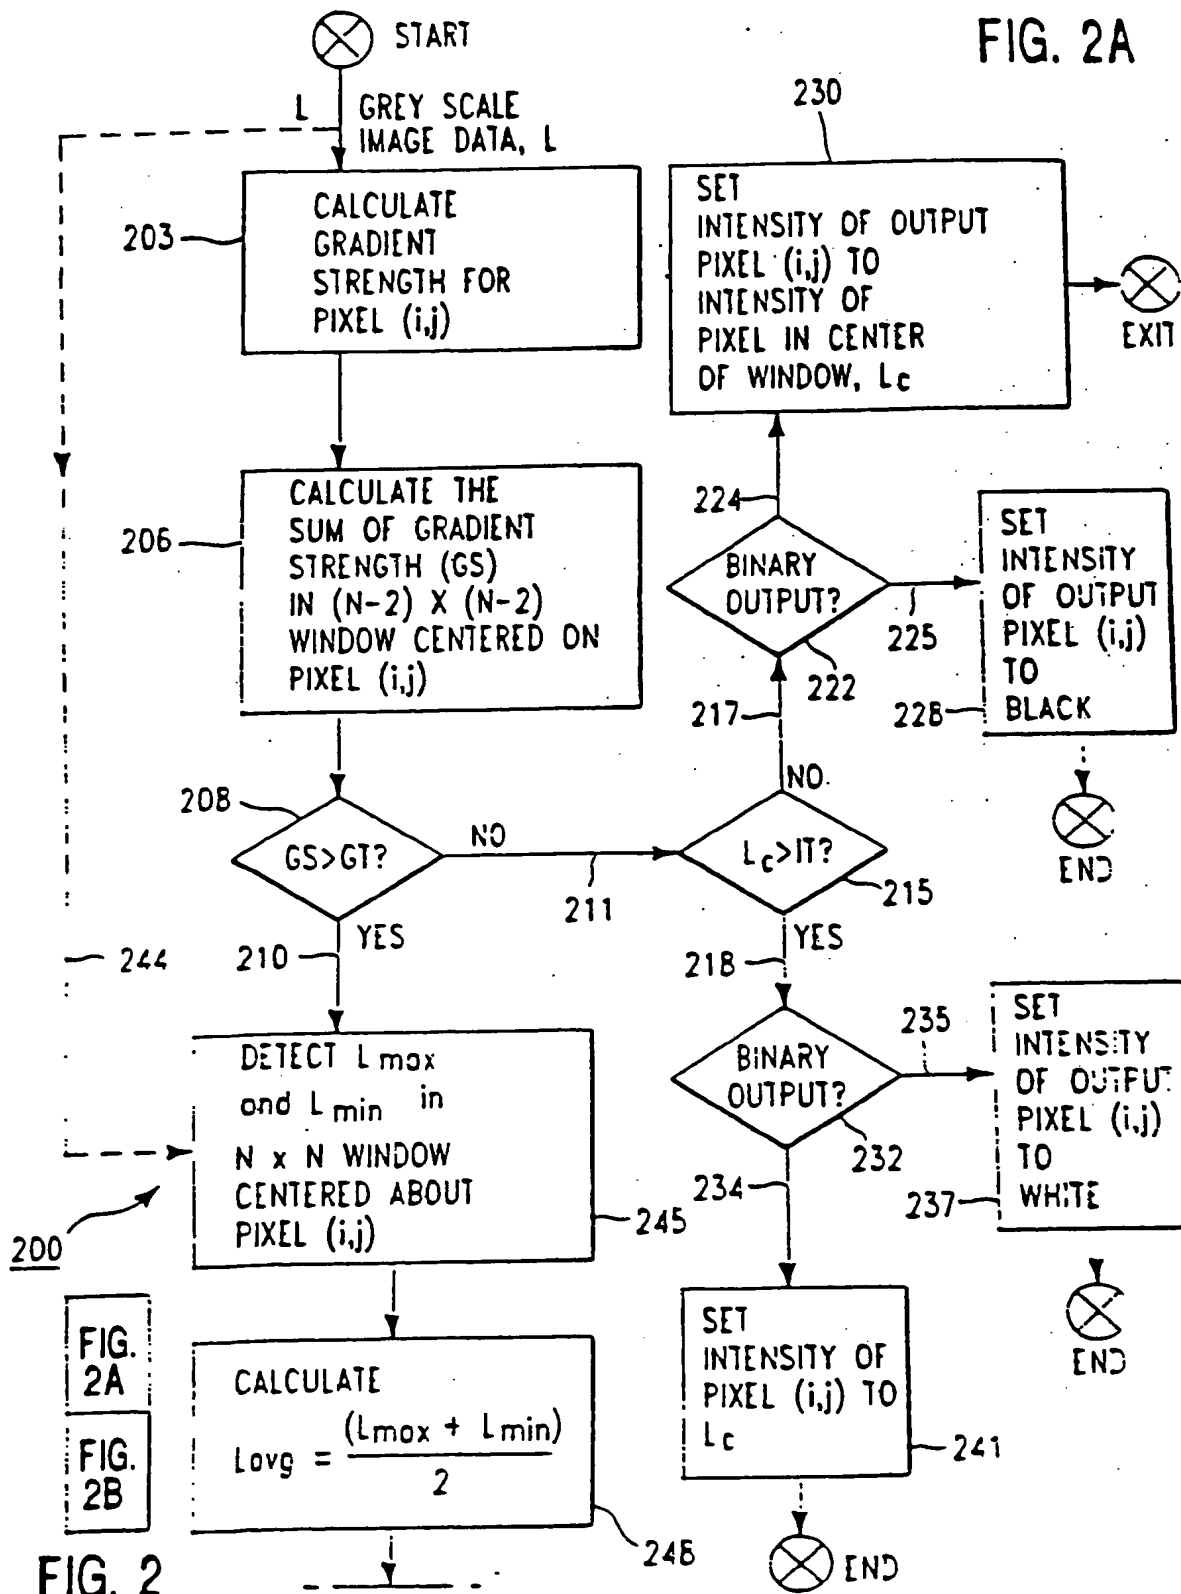 START
FIG. 2A
L
GREY SCALE
IMAGE DATA, L
203
CALCULATE
GRADIENT
STRENGTH FOR
PIXEL (i,j)
206
CALCULATE THE
SUM OF GRADIENT
STRENGTH (GS)
IN (N-2) X (N-2)
WINDOW CENTERED ON
PIXEL (i,j)
208
GS>GT?
NO
211
YES
210
244
DETECT Lmax
and Lmin in
N x N WINDOW
CENTERED ABOUT
PIXEL (i,j)
245
200
CALCULATE
Lavg = (Lmax + Lmin)
2
248
FIG.
2A
FIG.
2B
FIG. 2
230
SET
INTENSITY OF OUTPUT
PIXEL (i,j) TO
INTENSITY OF
PIXEL IN CENTER
OF WINDOW, Lc
EXIT
224
BINARY
OUTPUT?
225
222
217
SET
INTENSITY
OF OUTPUT
PIXEL (i,j)
TO
BLACK
228
END
NO
Lc>IT?
215
YES
218
BINARY
OUTPUT?
235
232
234
SET
INTENSITY
OF OUTPUT
PIXEL (i,j)
TO
WHITE
237
END
SET
INTENSITY OF
PIXEL (i,j) TO
Lc
241
END